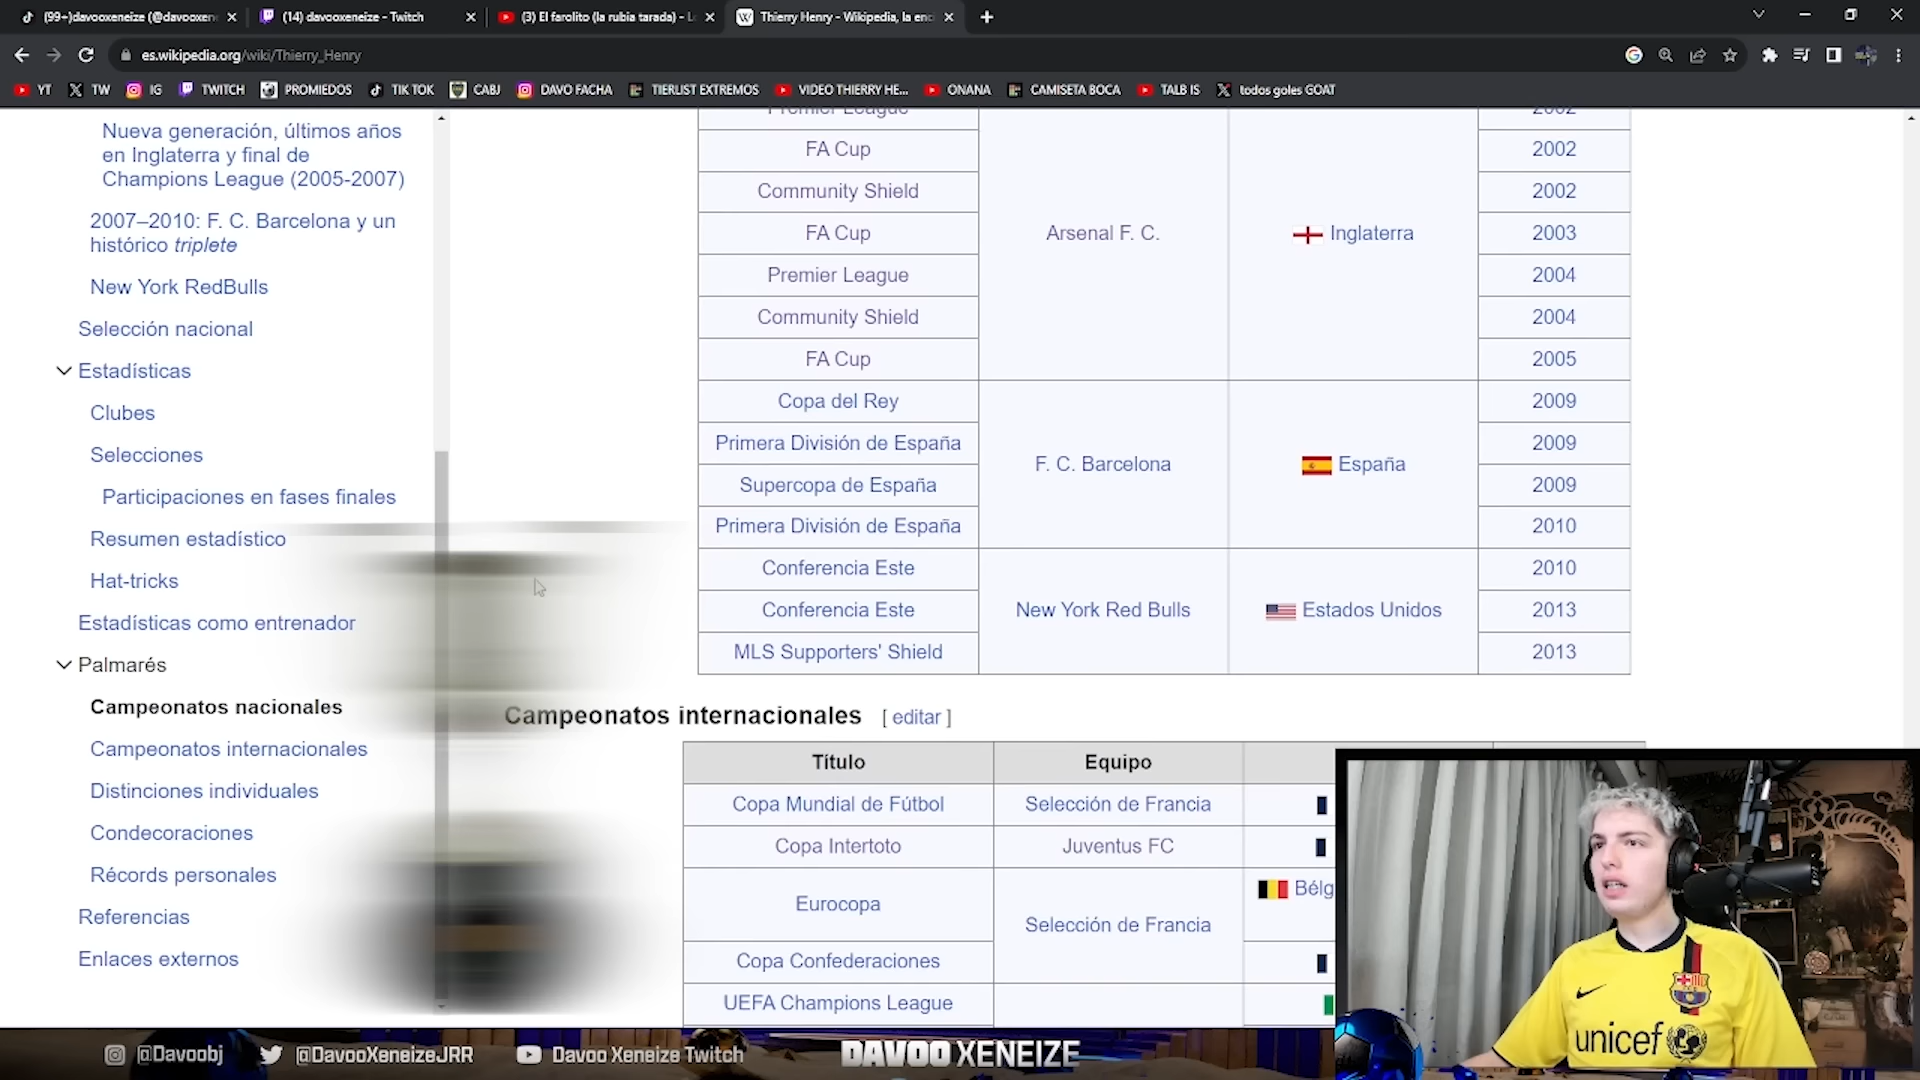 (99+)davooxeneize (@davooxen
(14) davooxeneize - Twitch
(3) El farolito (la rubia tarada) - L
Thierry Henry - Wikipedia, la enc
es.wikipedia.org/wiki/Thierry_Henry
YT
TW
IG
TWITCH
PROMIEDOS
TIK TOK
CABJ
DAVO FACHA
TIERLIST EXTREMOS
VIDEO THIERRY HE...
ONANA
CAMISETA BOCA
TALB IS
todos goles GOAT
Nueva generación, últimos años
en Inglaterra y final de
Champions League (2005-2007)
2007–2010: F. C. Barcelona y un
histórico triplete
New York RedBulls
Selección nacional
Estadísticas
Clubes
Selecciones
Participaciones en fases finales
Resumen estadístico
Hat-tricks
Estadísticas como entrenador
Palmarés
Campeonatos nacionales
Campeonatos internacionales
Distinciones individuales
Condecoraciones
Récords personales
Referencias
Enlaces externos
Premier League 2002
FA Cup 2002
Community Shield 2002
FA Cup Arsenal F. C. Inglaterra 2003
Premier League 2004
Community Shield 2004
FA Cup 2005
Copa del Rey 2009
Primera División de España 2009
F. C. Barcelona España
Supercopa de España 2009
Primera División de España 2010
Conferencia Este 2010
Conferencia Este New York Red Bulls Estados Unidos 2013
MLS Supporters' Shield 2013
Campeonatos internacionales [ editar ]
Título Equipo
Copa Mundial de Fútbol Selección de Francia
Copa Intertoto Juventus FC
Bélg
Eurocopa
Selección de Francia
Copa Confederaciones
UEFA Champions League
unicef
@Davoobj
@DavooXeneizeJRR
Davoo Xeneize Twitch
DAVOO XENEIZE